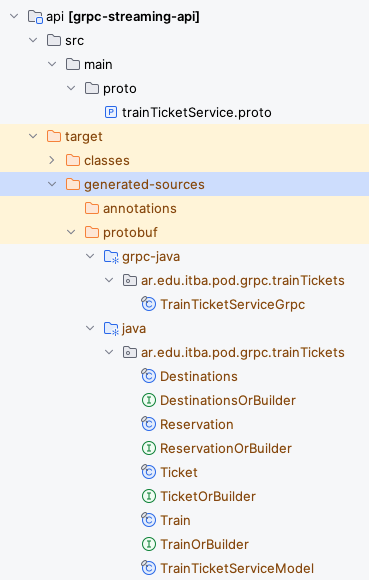 api [grpc-streaming-api]
src
main
proto
trainTicketService.proto
target
classes
generated-sources
annotations
protobuf
grpc-java
ar.edu.itba.pod.grpc.trainTickets
TrainTicketServiceGrpc
java
ar.edu.itba.pod.grpc.trainTickets
Destinations
DestinationsOrBuilder
Reservation
ReservationOrBuilder
Ticket
TicketOrBuilder
Train
TrainOrBuilder
TrainTicketServiceModel